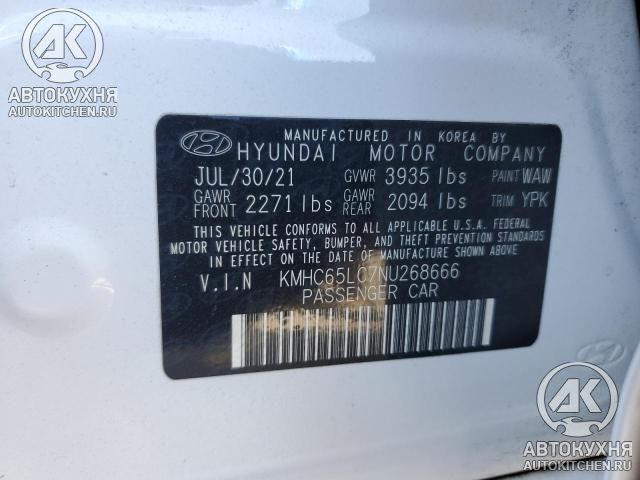 AK
АВТОКУХНЯ
AUTOKITCHEN.RU
MANUFACTURED IN KOREA BY
HYUNDAI MOTOR COMPANY
JUL/30/21 GVWR 3935 lbs PAINT WAW
GAWR FRONT 2271 lbs GAWR REAR 2094 lbs TRIM YPK
THIS VEHICLE CONFORMS TO ALL APPLICABLE U.S.A. FEDERAL
MOTOR VEHICLE SAFETY, BUMPER, AND THEFT PREVENTION STANDARDS
IN EFFECT ON THE DATE OF MANUFACTURE SHOWN ABOVE.
V.I.N KMHC65LC7NU268666
PASSENGER CAR
AK
АВТОКУХНЯ
AUTOKITCHEN.RU